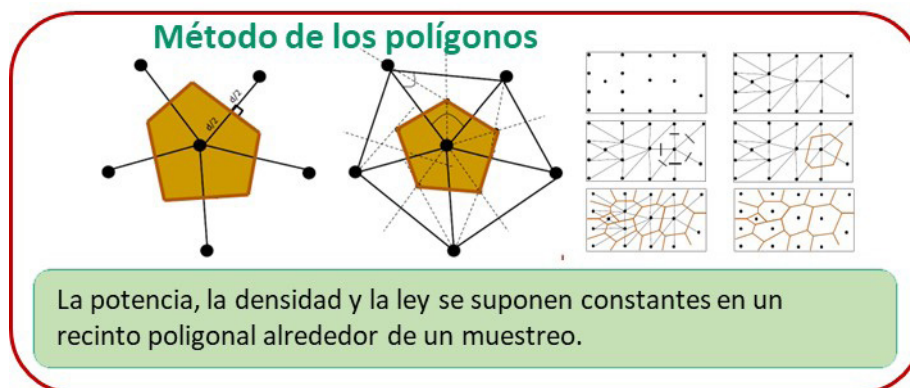 Método de los polígonos
d/2
d/2
La potencia, la densidad y la ley se suponen constantes en un
recinto poligonal alrededor de un muestreo.